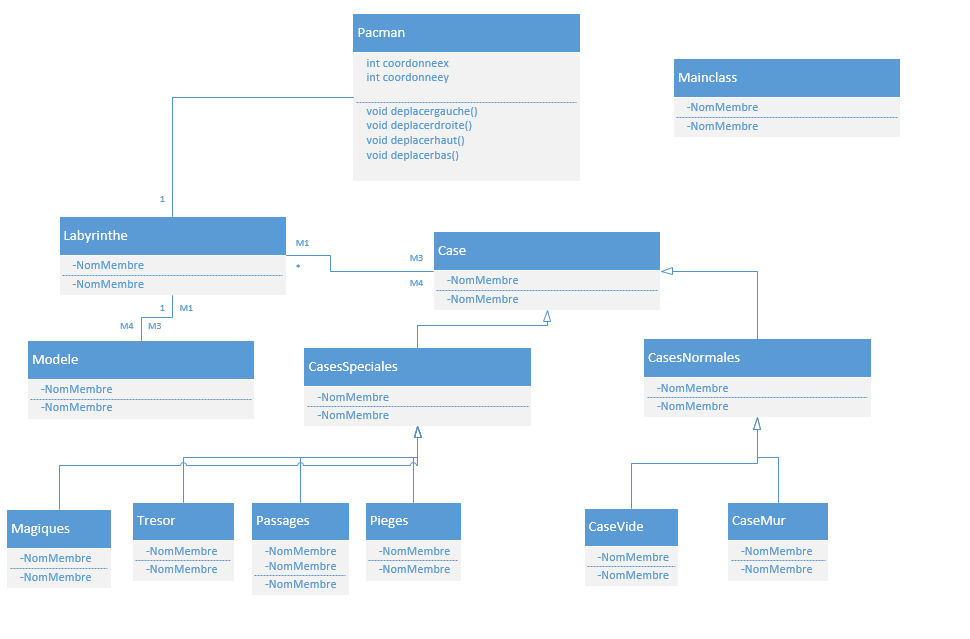 Pacman
int coordonneex
int coordonneey
void deplacergauche()
void deplacerdroite()
void deplacerhaut()
void deplacerbas()
Mainclass
-NomMembre
-NomMembre
1
Labyrinthe
-NomMembre
-NomMembre
M1
*
M3
M4
Case
-NomMembre
-NomMembre
1
M1
M4
M3
Modele
-NomMembre
-NomMembre
CasesSpeciales
-NomMembre
-NomMembre
CasesNormales
-NomMembre
-NomMembre
Magiques
-NomMembre
-NomMembre
Tresor
-NomMembre
-NomMembre
Passages
-NomMembre
-NomMembre
-NomMembre
Pieges
-NomMembre
-NomMembre
CaseVide
-NomMembre
-NomMembre
CaseMur
-NomMembre
-NomMembre